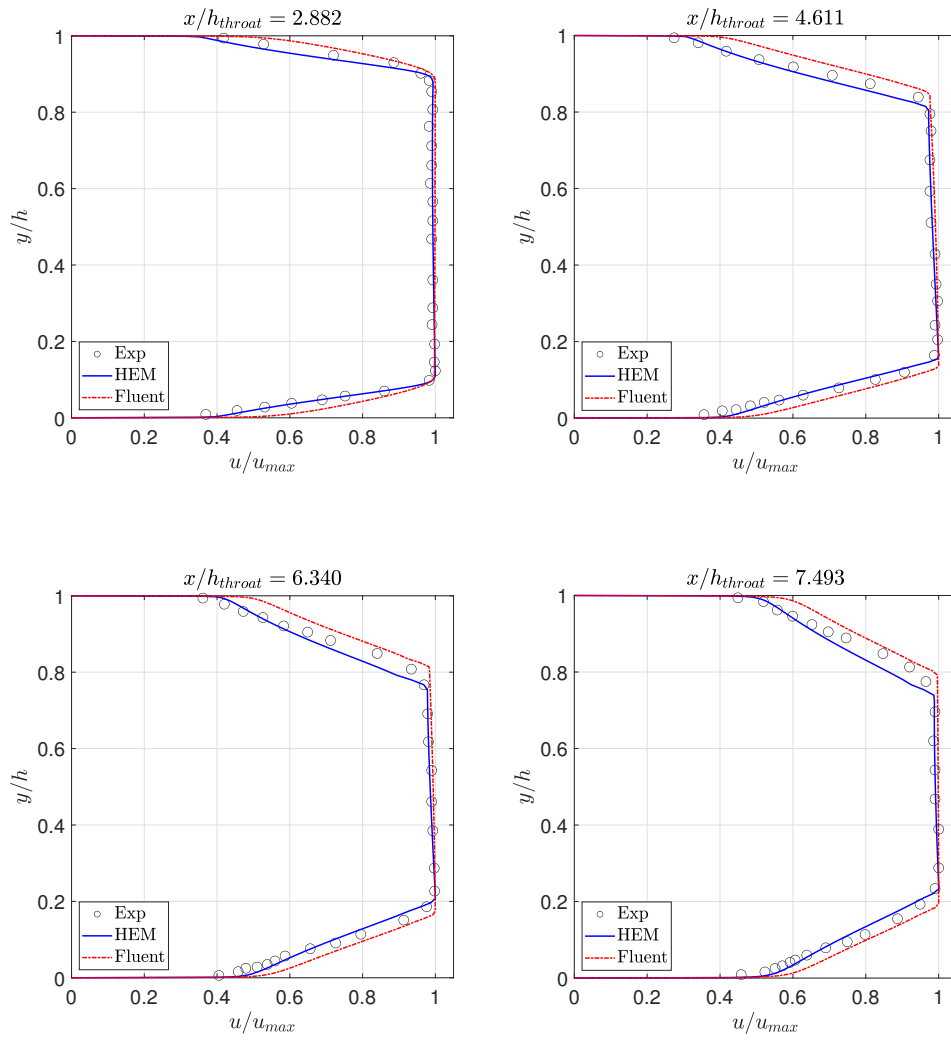 x/h_throat = 2.882
1
0.8
0.6
0.4
0.2
0
y/h
Exp
HEM
Fluent
0 0.2 0.4 0.6 0.8 1
u/u_max
x/h_throat = 4.611
1
0.8
0.6
0.4
0.2
0
y/h
Exp
HEM
Fluent
0 0.2 0.4 0.6 0.8 1
u/u_max
x/h_throat = 6.340
1
0.8
0.6
0.4
0.2
0
y/h
Exp
HEM
Fluent
0 0.2 0.4 0.6 0.8 1
u/u_max
x/h_throat = 7.493
1
0.8
0.6
0.4
0.2
0
y/h
Exp
HEM
Fluent
0 0.2 0.4 0.6 0.8 1
u/u_max